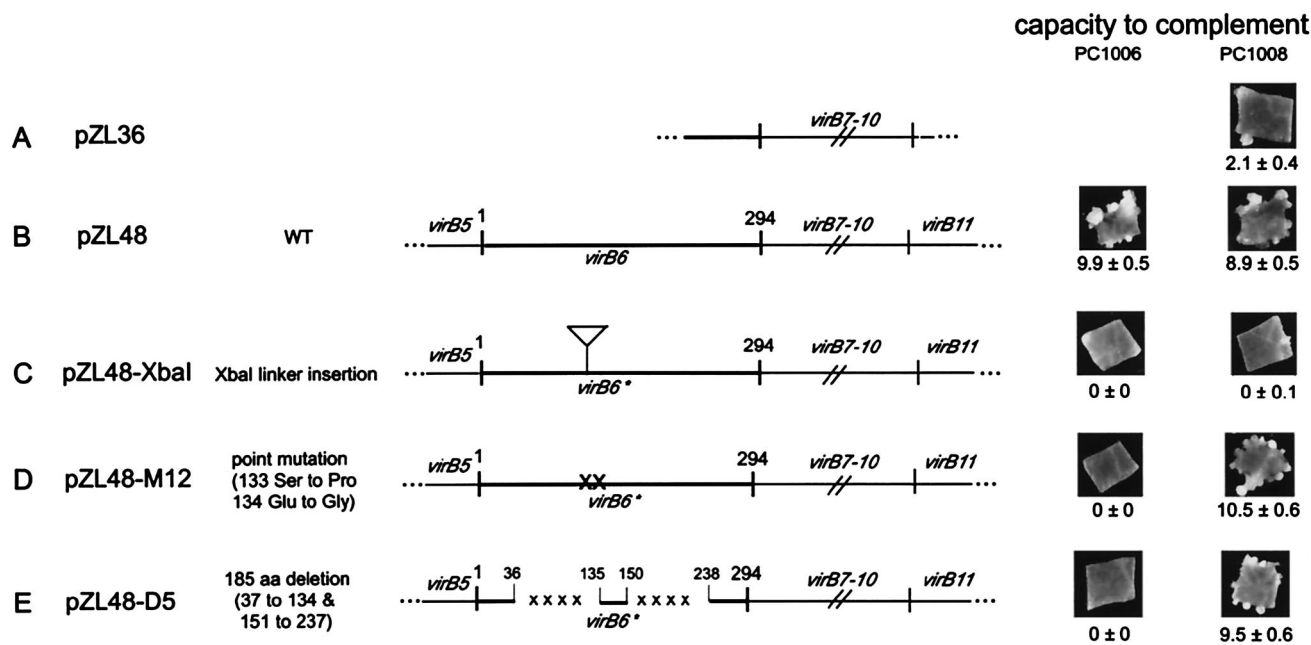 capacity to complement
PC1006 PC1008
A pZL36 ... virB7-10 ...
2.1 ± 0.4
B pZL48 WT ... virB5 1 virB6 294 virB7-10 virB11 ...
9.9 ± 0.5 8.9 ± 0.5
C pZL48-XbaI XbaI linker insertion ... virB5 1 virB6* 294 virB7-10 virB11 ...
0 ± 0 0 ± 0.1
D pZL48-M12 point mutation
(133 Ser to Pro
134 Glu to Gly)
... virB5 1 XX virB6* 294 virB7-10 virB11 ...
0 ± 0 10.5 ± 0.6
E pZL48-D5 185 aa deletion
(37 to 134 &
151 to 237)
... virB5 1 36 x x x x 135 150 x x x x 238 294 virB7-10 virB11 ...
virB6*
0 ± 0 9.5 ± 0.6